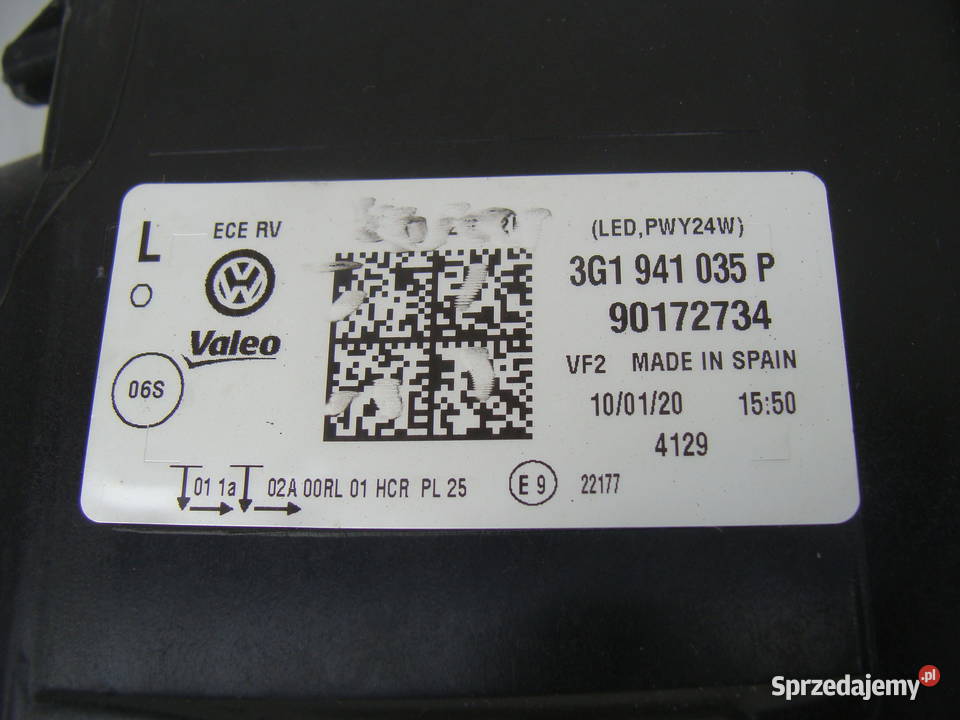 L
ECE RV
(LED,PWY24W)
3G1 941 035 P
90172734
Valeo
VF2 MADE IN SPAIN
06S
10/01/20 15:50
4129
01 1a 02A 00RL 01 HCR PL 25 E 9 22177
Sprzedajemy.pl